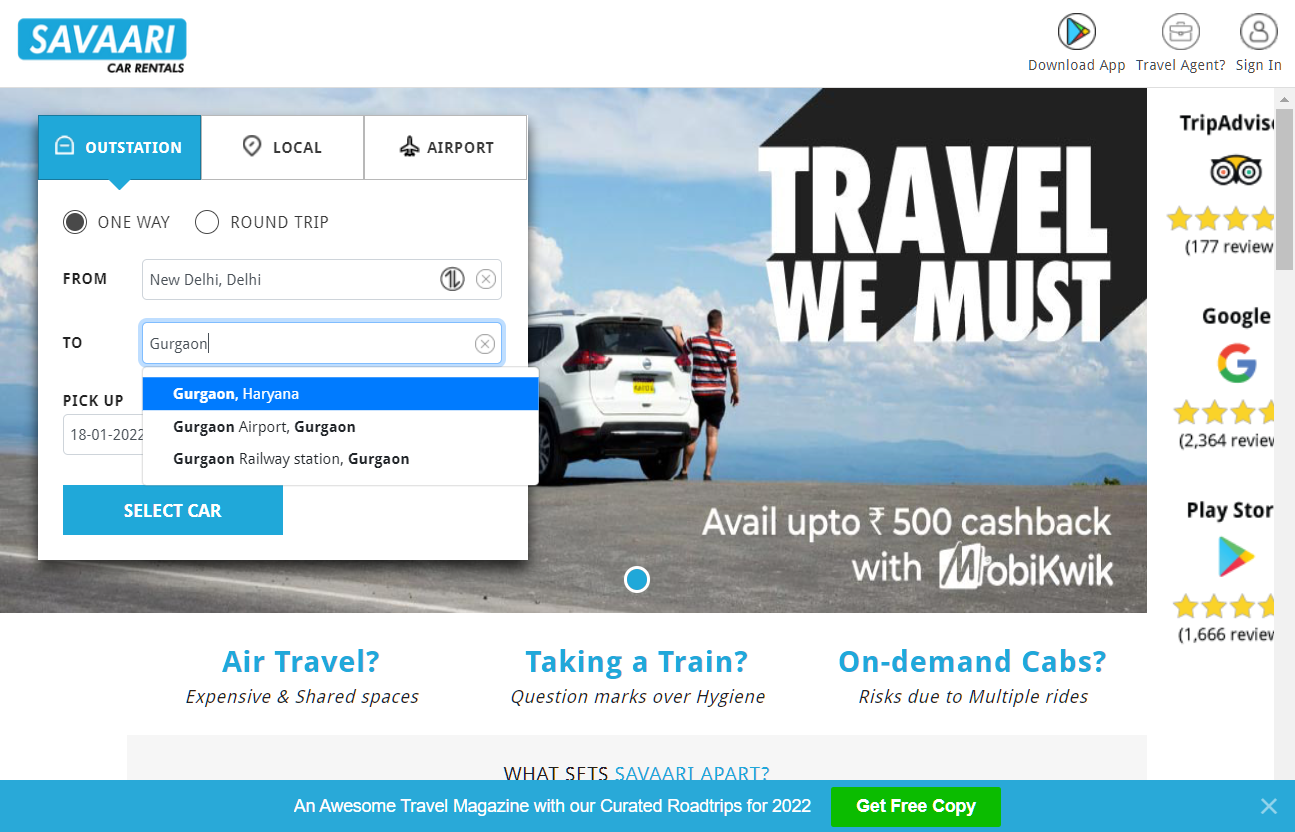 SAVAARI
CAR RENTALS
Download App
Travel Agent?
Sign In
OUTSTATION
LOCAL
AIRPORT
ONE WAY
ROUND TRIP
FROM
New Delhi, Delhi
TO
Gurgaon
Gurgaon, Haryana
Gurgaon Airport, Gurgaon
Gurgaon Railway station, Gurgaon
PICK UP
18-01-2022
SELECT CAR
TRAVEL
WE MUST
Avail upto ₹ 500 cashback
with MobiKwik
TripAdvis
(177 review
Google
(2,364 review
Play Stor
(1,666 review
Air Travel?
Expensive & Shared spaces
Taking a Train?
Question marks over Hygiene
On-demand Cabs?
Risks due to Multiple rides
WHAT SETS SAVAARI APART?
An Awesome Travel Magazine with our Curated Roadtrips for 2022
Get Free Copy